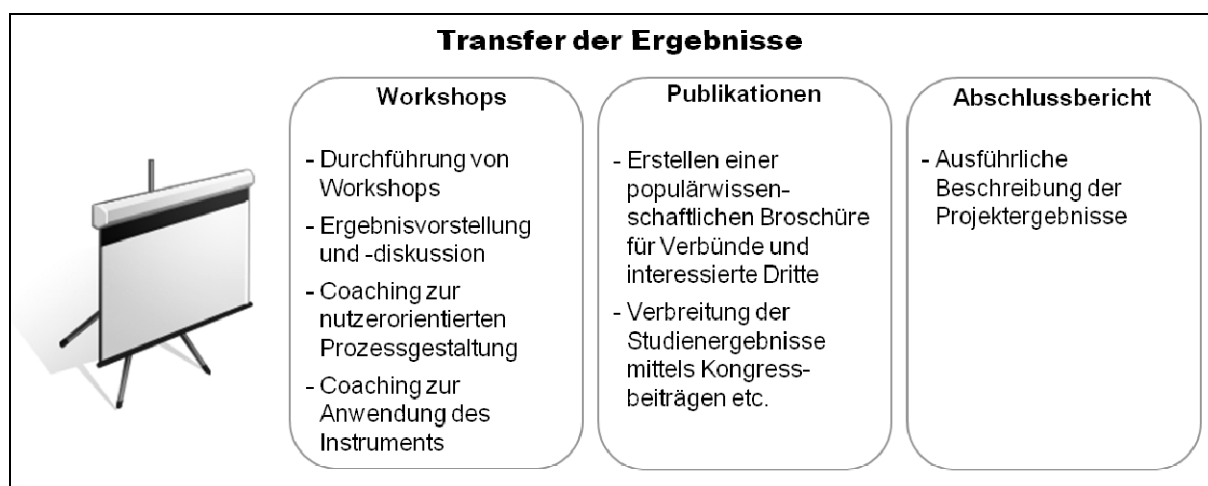 Transfer der Ergebnisse
Workshops
- Durchführung von
Workshops
- Ergebnisvorstellung
und -diskussion
- Coaching zur
nutzerorientierten
Prozessgestaltung
- Coaching zur
Anwendung des
Instruments
Publikationen
- Erstellen einer
populärwissen-
schaftlichen Broschüre
für Verbünde und
interessierte Dritte
- Verbreitung der
Studienergebnisse
mittels Kongress-
beiträgen etc.
Abschlussbericht
- Ausführliche
Beschreibung der
Projektergebnisse